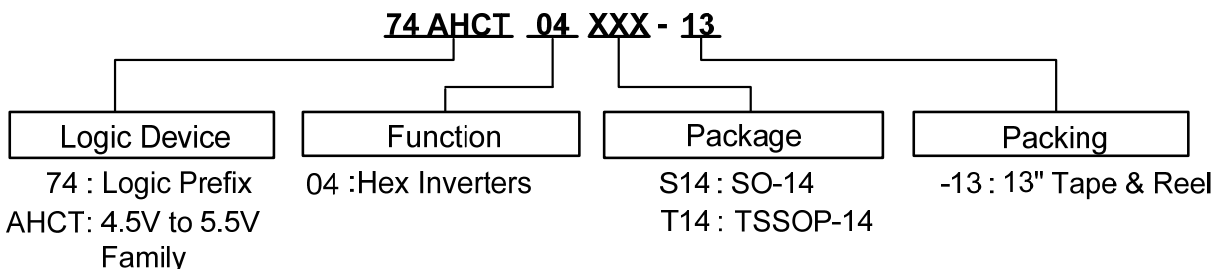 74 AHCT 04 XXX - 13
Logic Device
Function
Package
Packing
74 : Logic Prefix
04 :Hex Inverters
S14 : SO-14
-13 : 13" Tape & Reel
AHCT: 4.5V to 5.5V
T14 : TSSOP-14
Family